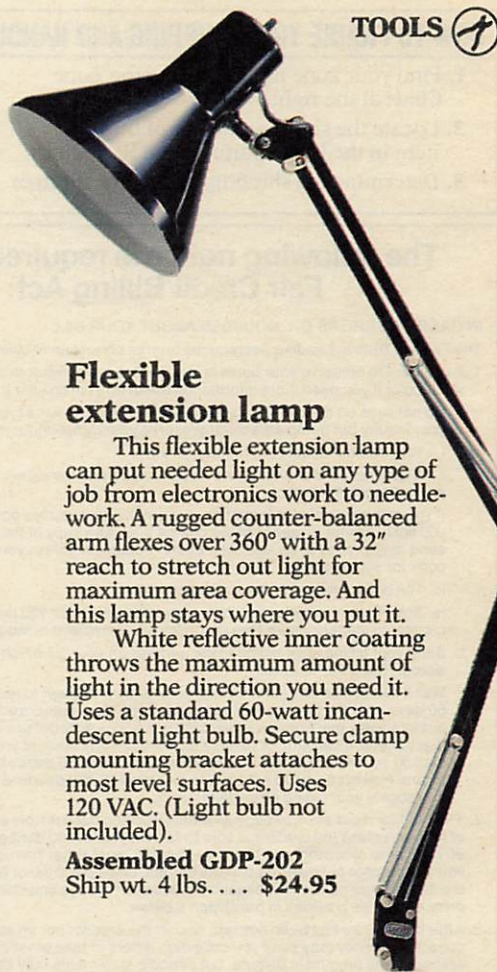 TOOLS
Flexible
extension lamp
This flexible extension lamp
can put needed light on any type of
job from electronics work to needle-
work. A rugged counter-balanced
arm flexes over 360° with a 32″
reach to stretch out light for
maximum area coverage. And
this lamp stays where you put it.
White reflective inner coating
throws the maximum amount of
light in the direction you need it.
Uses a standard 60-watt incan-
descent light bulb. Secure clamp
mounting bracket attaches to
most level surfaces. Uses
120 VAC. (Light bulb not
included).
Assembled GDP-202
Ship wt. 4 lbs. . . . $24.95